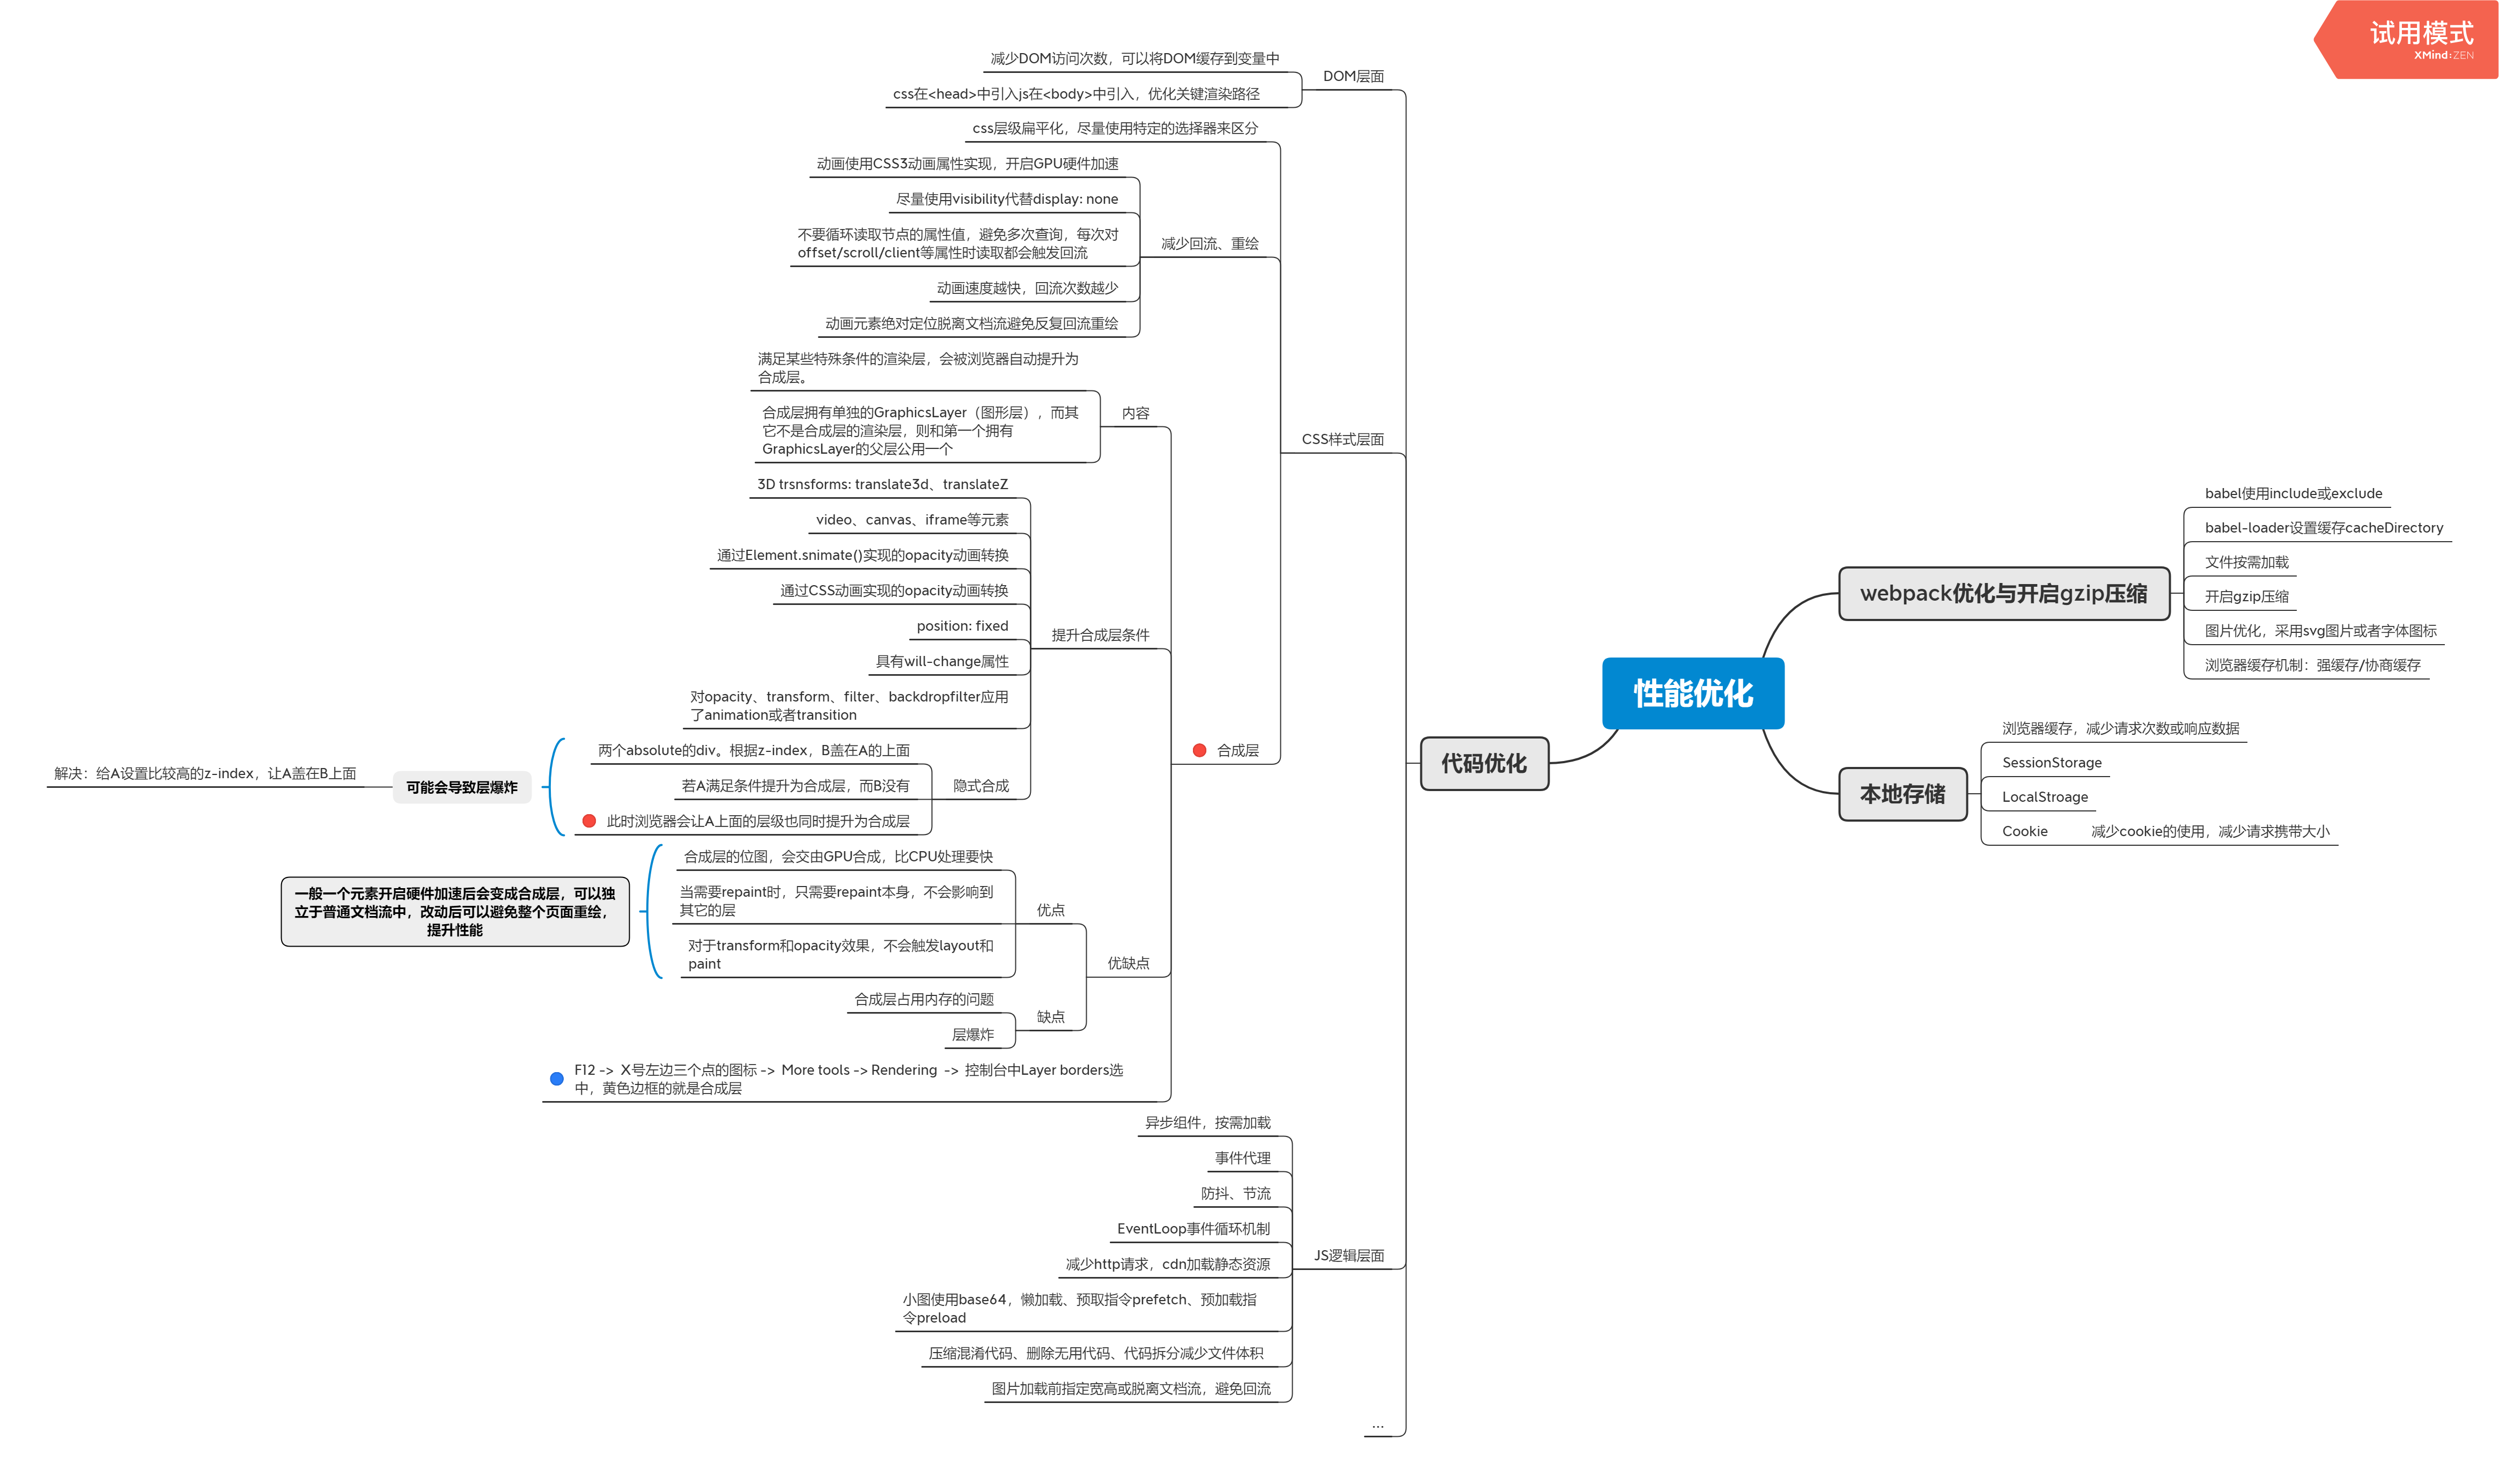 试用模式
XMind:ZEN
性能优化
webpack优化与开启gzip压缩
babel使用include或exclude
babel-loader设置缓存cacheDirectory
文件按需加载
开启gzip压缩
图片优化，采用svg图片或者字体图标
浏览器缓存机制：强缓存/协商缓存
本地存储
浏览器缓存，减少请求次数或响应数据
SessionStorage
LocalStroage
Cookie
减少cookie的使用，减少请求携带大小
代码优化
DOM层面
减少DOM访问次数，可以将DOM缓存到变量中
css在<head>中引入js在<body>中引入，优化关键渲染路径
CSS样式层面
css层级扁平化，尽量使用特定的选择器来区分
减少回流、重绘
动画使用CSS3动画属性实现，开启GPU硬件加速
尽量使用visibility代替display: none
不要循环读取节点的属性值，避免多次查询，每次对
offset/scroll/client等属性时读取都会触发回流
动画速度越快，回流次数越少
动画元素绝对定位脱离文档流避免反复回流重绘
合成层
内容
满足某些特殊条件的渲染层，会被浏览器自动提升为
合成层。
合成层拥有单独的GraphicsLayer（图形层），而其
它不是合成层的渲染层，则和第一个拥有
GraphicsLayer的父层公用一个
提升合成层条件
3D trsnsforms: translate3d、translateZ
video、canvas、iframe等元素
通过Element.snimate()实现的opacity动画转换
通过CSS动画实现的opacity动画转换
position: fixed
具有will-change属性
对opacity、transform、filter、backdropfilter应用
了animation或者transition
隐式合成
两个absolute的div。根据z-index，B盖在A的上面
若A满足条件提升为合成层，而B没有
此时浏览器会让A上面的层级也同时提升为合成层
可能会导致层爆炸
解决：给A设置比较高的z-index，让A盖在B上面
优缺点
优点
合成层的位图，会交由GPU合成，比CPU处理要快
当需要repaint时，只需要repaint本身，不会影响到
其它的层
对于transform和opacity效果，不会触发layout和
paint
一般一个元素开启硬件加速后会变成合成层，可以独
立于普通文档流中，改动后可以避免整个页面重绘，
提升性能
缺点
合成层占用内存的问题
层爆炸
F12 -> X号左边三个点的图标 -> More tools -> Rendering -> 控制台中Layer borders选
中，黄色边框的就是合成层
JS逻辑层面
异步组件，按需加载
事件代理
防抖、节流
EventLoop事件循环机制
减少http请求，cdn加载静态资源
小图使用base64，懒加载、预取指令prefetch、预加载指
令preload
压缩混淆代码、删除无用代码、代码拆分减少文件体积
图片加载前指定宽高或脱离文档流，避免回流
...